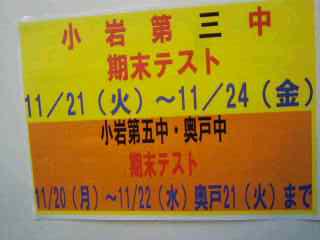 小岩第三中
期末テスト
11/21(火)~11/24(金)
小岩第五中・奥戸中
期末テスト
11/20(月)~11/22(水)奥戸21(火)まで